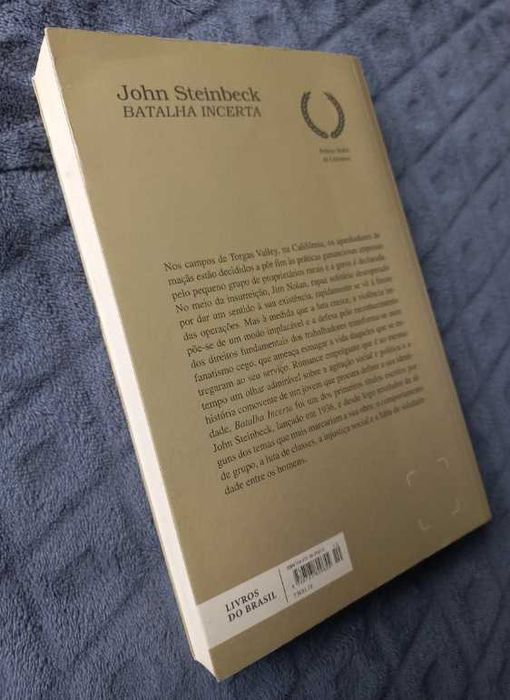 John Steinbeck
BATALHA INCERTA
Prémio Nobel
de Literatura
Nos campos de Torgas Valley, na Califórnia, os apanhadores de
maçãs estão decididos a pôr fim às práticas gananciosas impostas
pelo pequeno grupo de proprietários rurais e a greve é declarada.
No meio da insurreição, Jim Nolan, rapaz solitário desesperado
por dar um sentido à sua existência, rapidamente se vê à frente
das operações. Mas à medida que a luta cresce, a violência im-
põe-se de um modo implacável e a defesa pelo reconhecimento
dos direitos fundamentais dos trabalhadores transforma-se num
fanatismo cego, que ameaça esmagar a vida daqueles que se en-
tregaram ao seu serviço. Romance empolgante que é ao mesmo
tempo um olhar admirável sobre a agitação social e política e a
história comovente de um jovem que procura definir a sua identi-
dade, Batalha Incerta foi um dos primeiros títulos escritos por
John Steinbeck, lançado em 1936, e desde logo portador de al-
guns dos temas que mais marcariam a sua obra: o comportamento
de grupo, a luta de classes, a injustiça social e a falta de solidarie-
dade entre os homens.
LIVROS
DO BRASIL